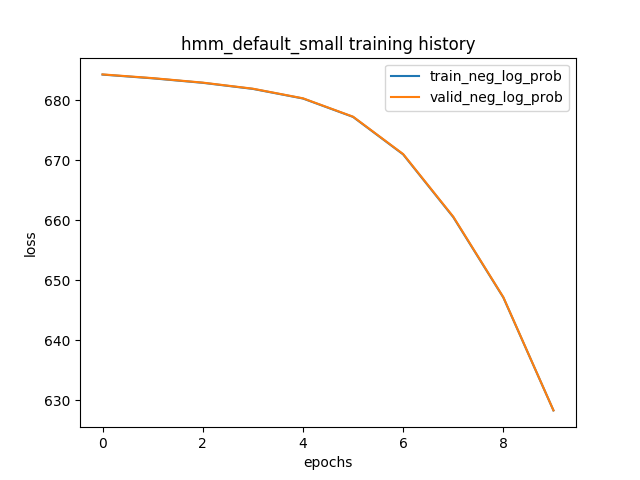 hmm_default_small training history
train_neg_log_prob
valid_neg_log_prob
680
670
660
650
640
630
loss
0
2
4
6
8
epochs